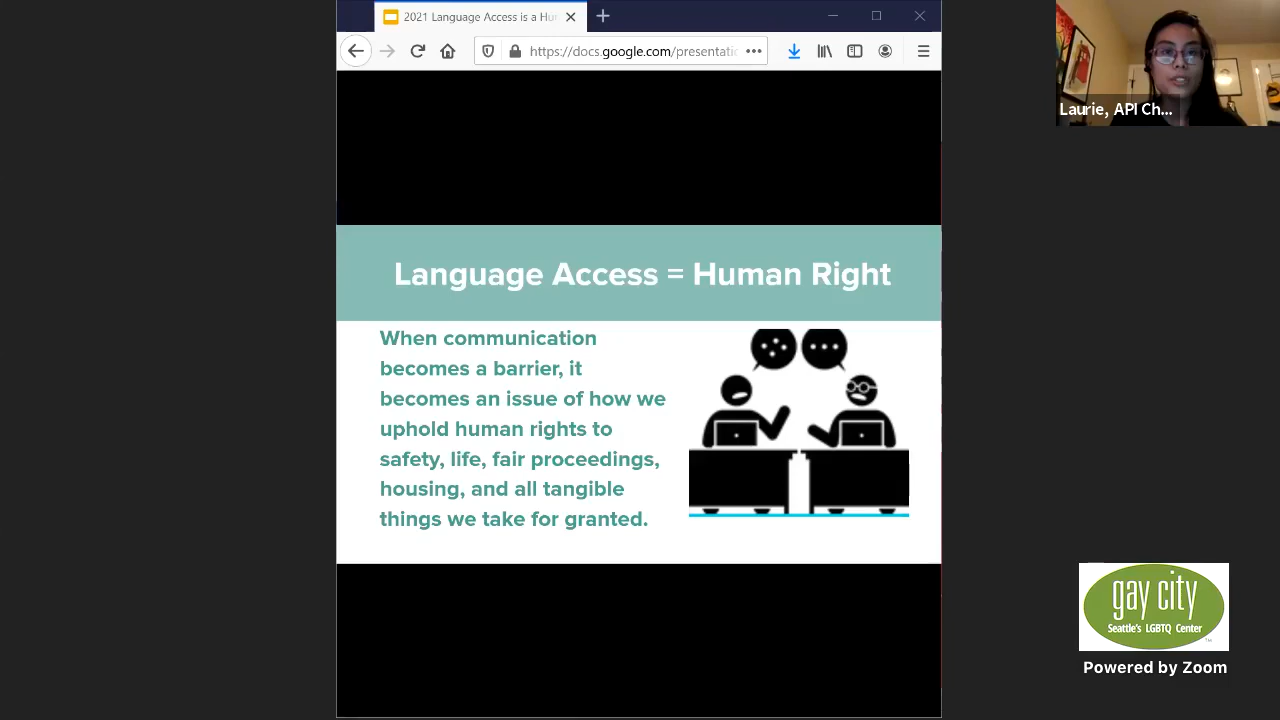 2021 Language Access is a Hu
https://docs.google.com/presentatio
Laurie, API Ch...
Language Access = Human Right
When communication
becomes a barrier, it
becomes an issue of how we
uphold human rights to
safety, life, fair proceedings,
housing, and all tangible
things we take for granted.
gay city
Seattle's LGBTQ Center
Powered by Zoom